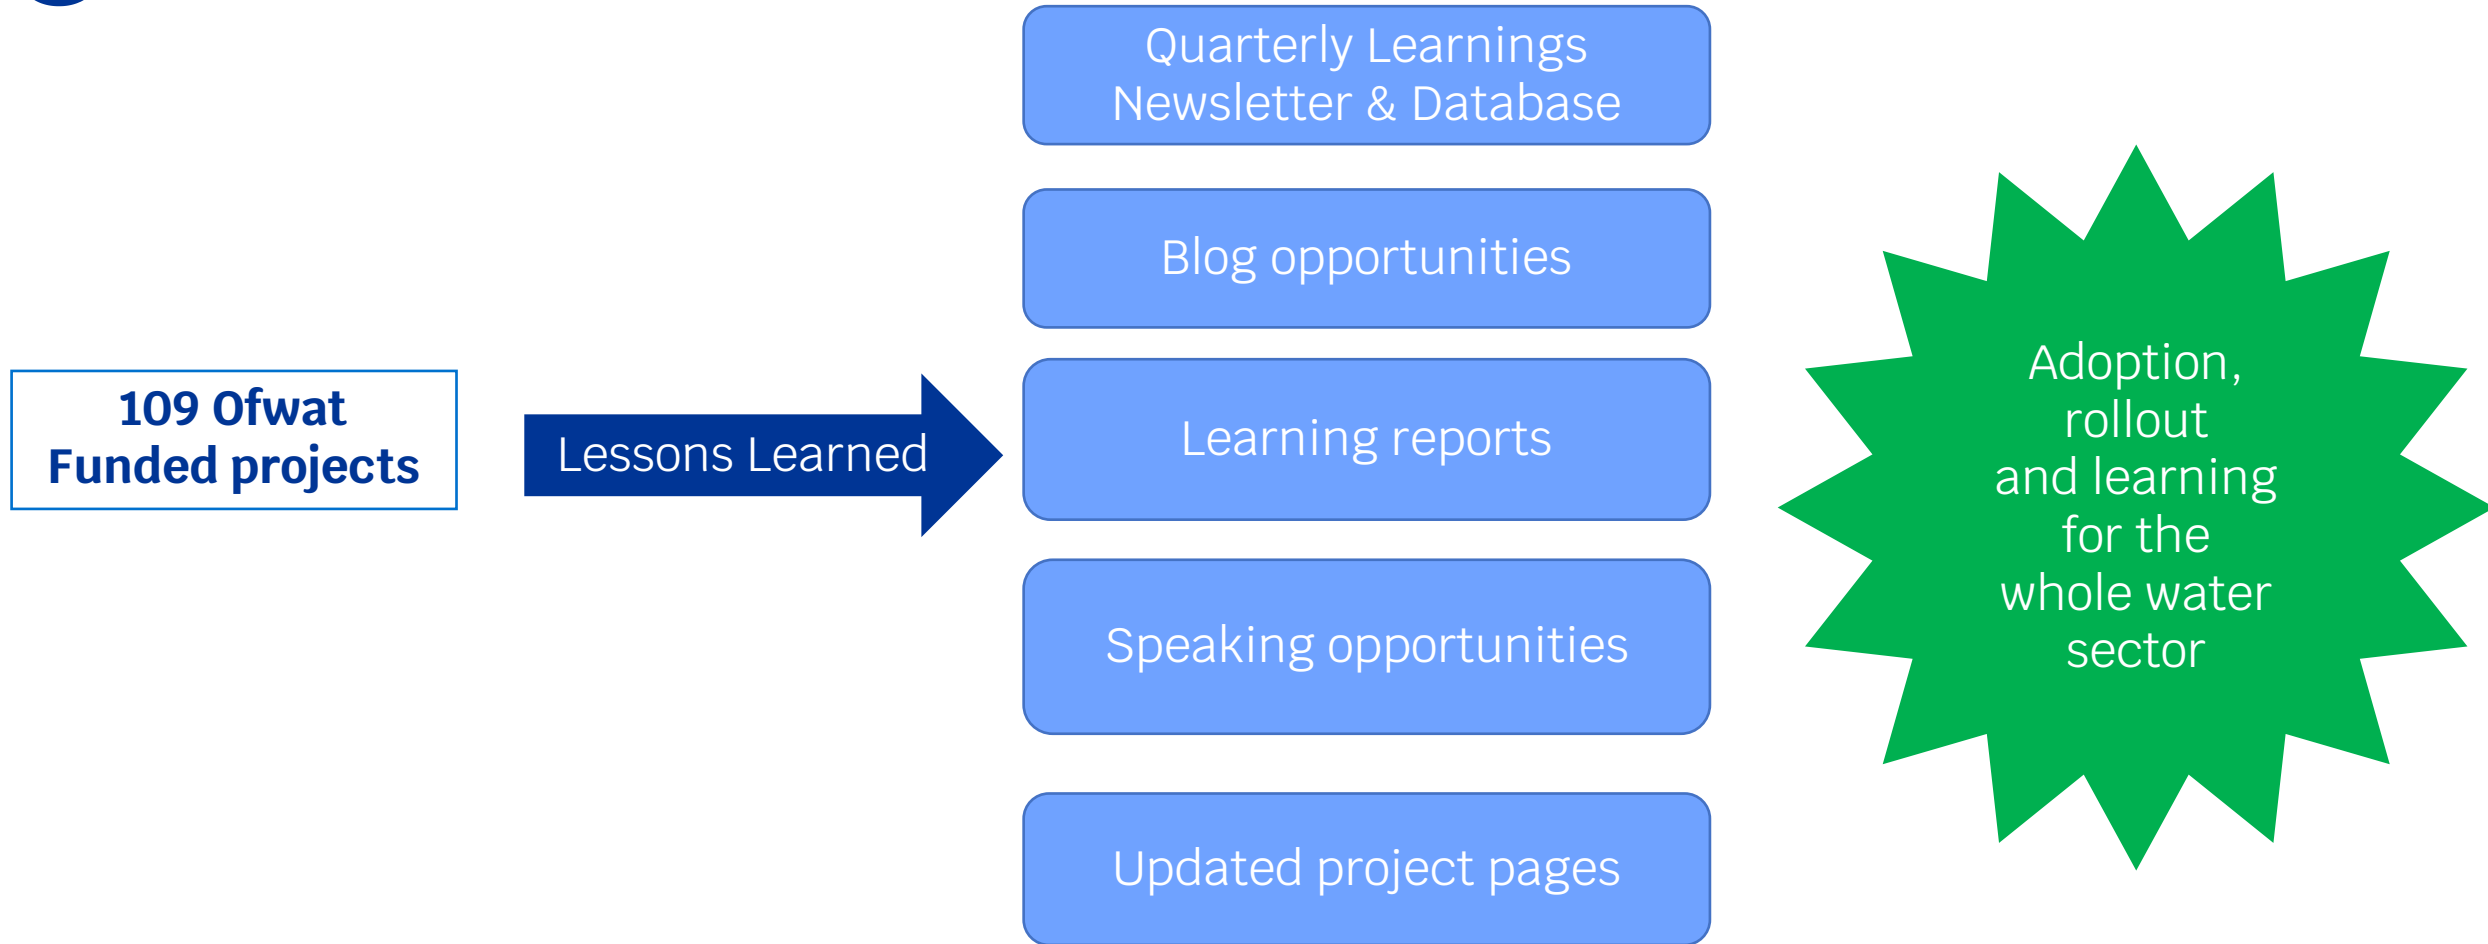 109 Ofwat
Funded projects
Lessons Learned
Quarterly Learnings
Newsletter & Database
Blog opportunities
Learning reports
Speaking opportunities
Updated project pages
Adoption,
rollout
and learning
for the
whole water
sector